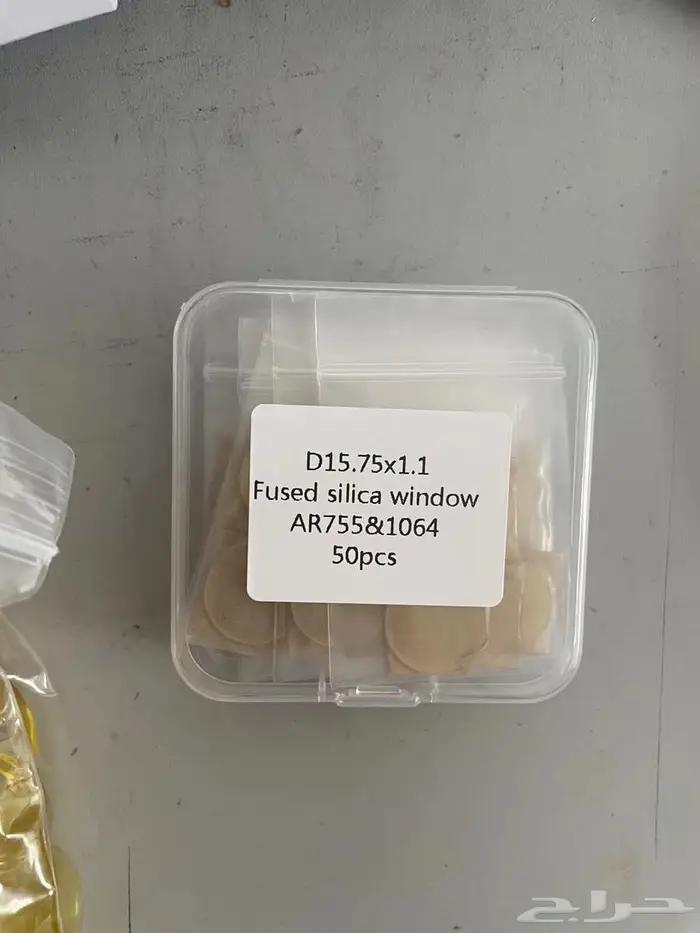 D15.75x1.1
Fused silica window
AR755&1064
50pcs
حراج